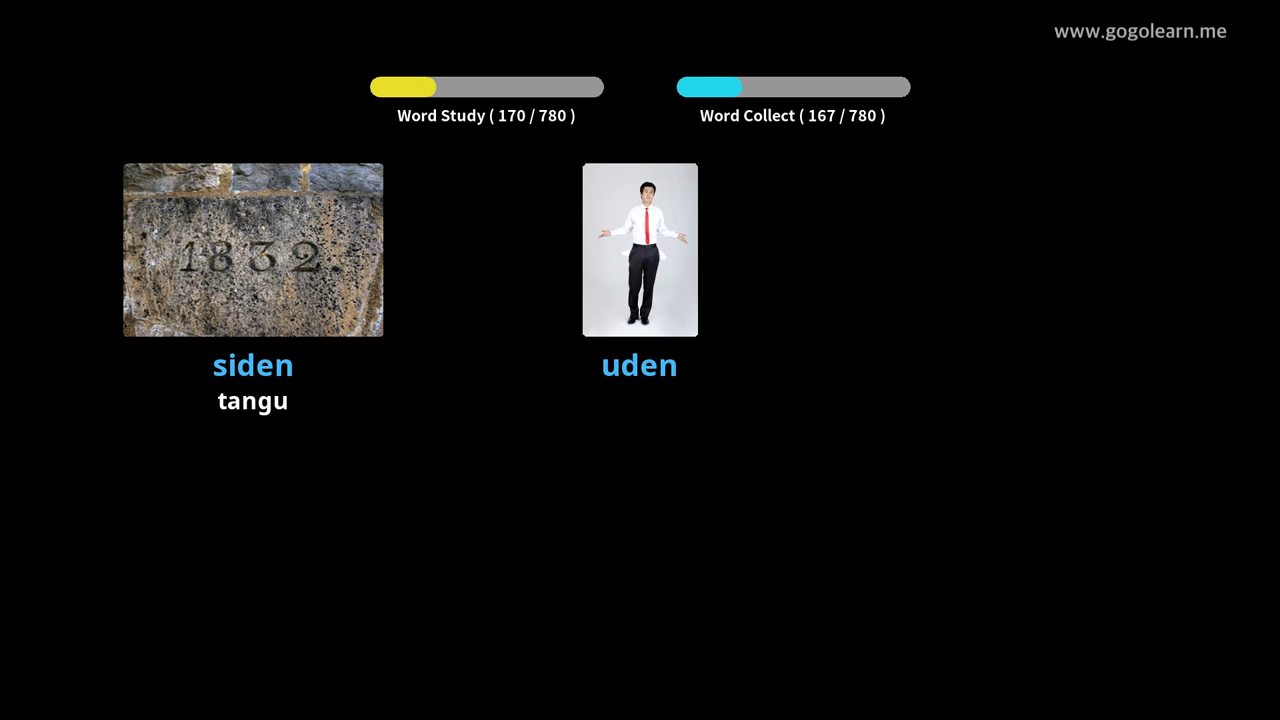 www.gogolearn.me
Word Study ( 170 / 780 )
Word Collect ( 167 / 780 )
1832.
siden
uden
tangu